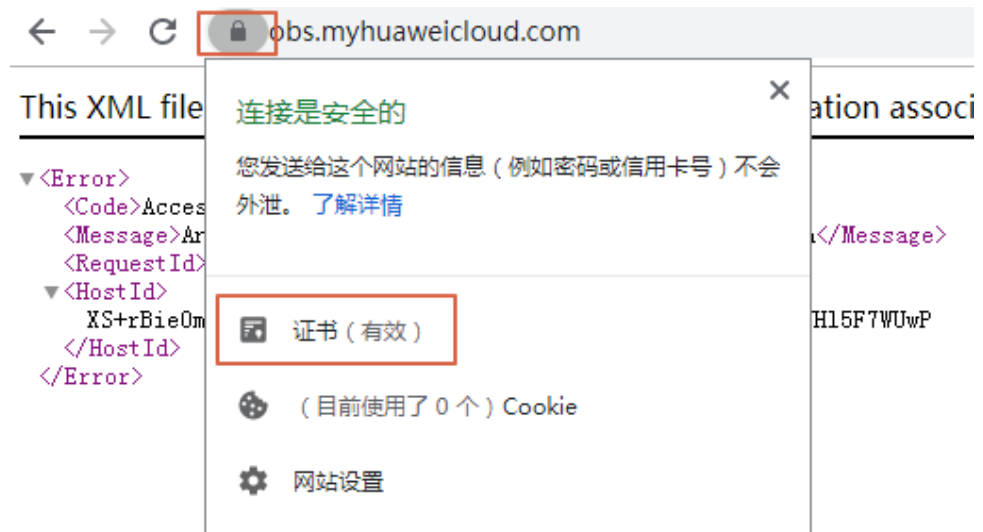 obs.myhuaweicloud.com
This XML file
ation associ
连接是安全的
您发送给这个网站的信息（例如密码或信用卡号）不会
外泄。 了解详情
<Error>
<Code>Acces
<Message>Ar
</Message>
<RequestId>
<HostId>
XS+rBieOm
H15F7WUwP
</HostId>
</Error>
证书（有效）
（目前使用了 0 个）Cookie
网站设置